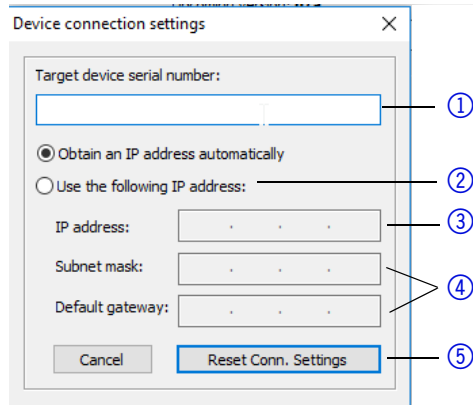 Device connection settings
Target device serial number:
①
Obtain an IP address automatically
Use the following IP address:
②
IP address: . . .
③
Subnet mask: . . .
④
Default gateway: . . .
Cancel
Reset Conn. Settings
⑤